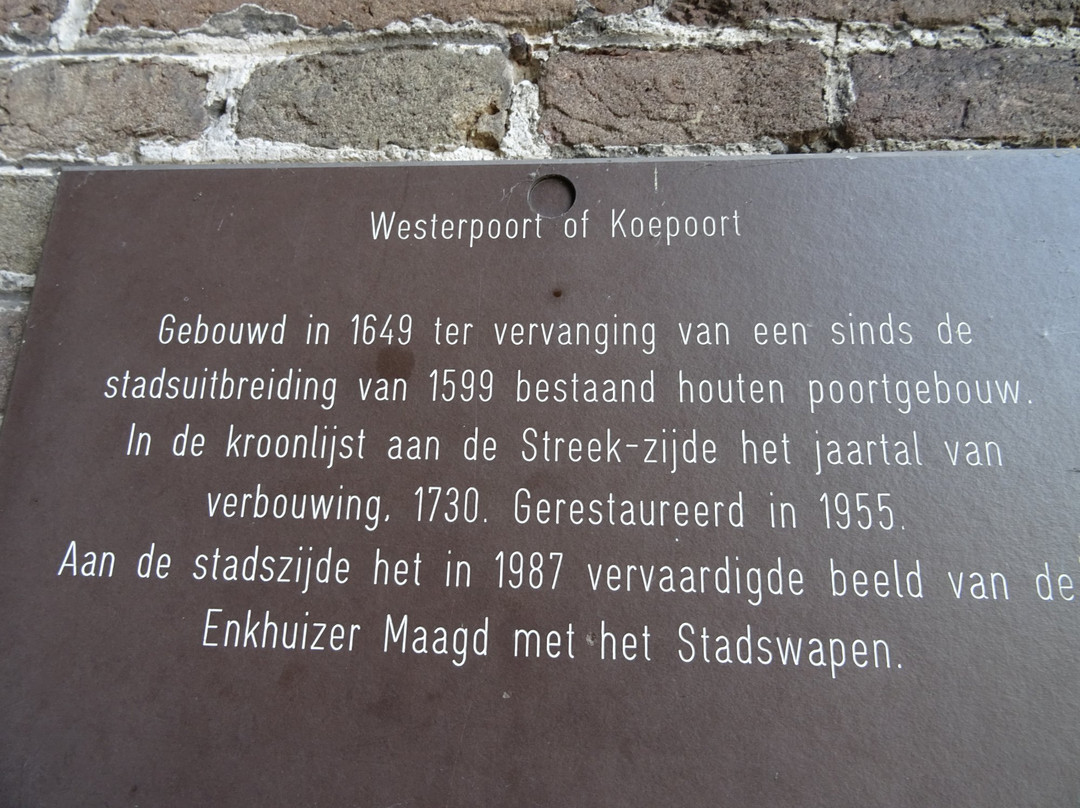 Westerpoort of Koepoort
Gebouwd in 1649 ter vervanging van een sinds de
stadsuitbreiding van 1599 bestaand houten poortgebouw.
In de kroonlijst aan de Streek-zijde het jaartal van
verbouwing, 1730. Gerestaureerd in 1955.
Aan de stadszijde het in 1987 vervaardigde beeld van de
Enkhuizer Maagd met het Stadswapen.